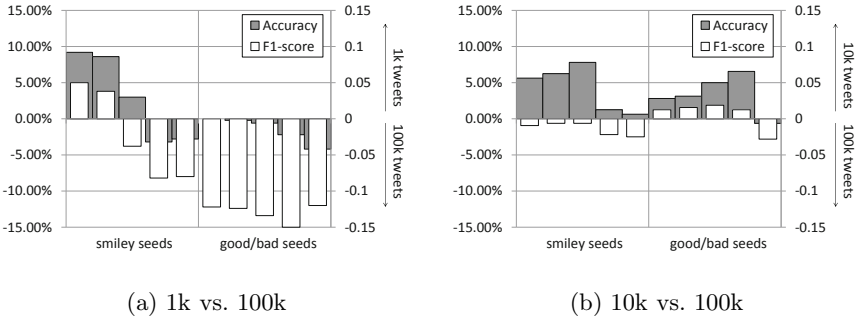 15.00%
10.00%
5.00%
0.00%
-5.00%
-10.00%
-15.00%
Accuracy
F1-score
0.15
0.1
0.05
0
-0.05
-0.1
-0.15
1k tweets
100k tweets
smiley seeds
good/bad seeds
(a) 1k vs. 100k
15.00%
10.00%
5.00%
0.00%
-5.00%
-10.00%
-15.00%
Accuracy
F1-score
0.15
0.1
0.05
0
-0.05
-0.1
-0.15
10k tweets
100k tweets
smiley seeds
good/bad seeds
(b) 10k vs. 100k